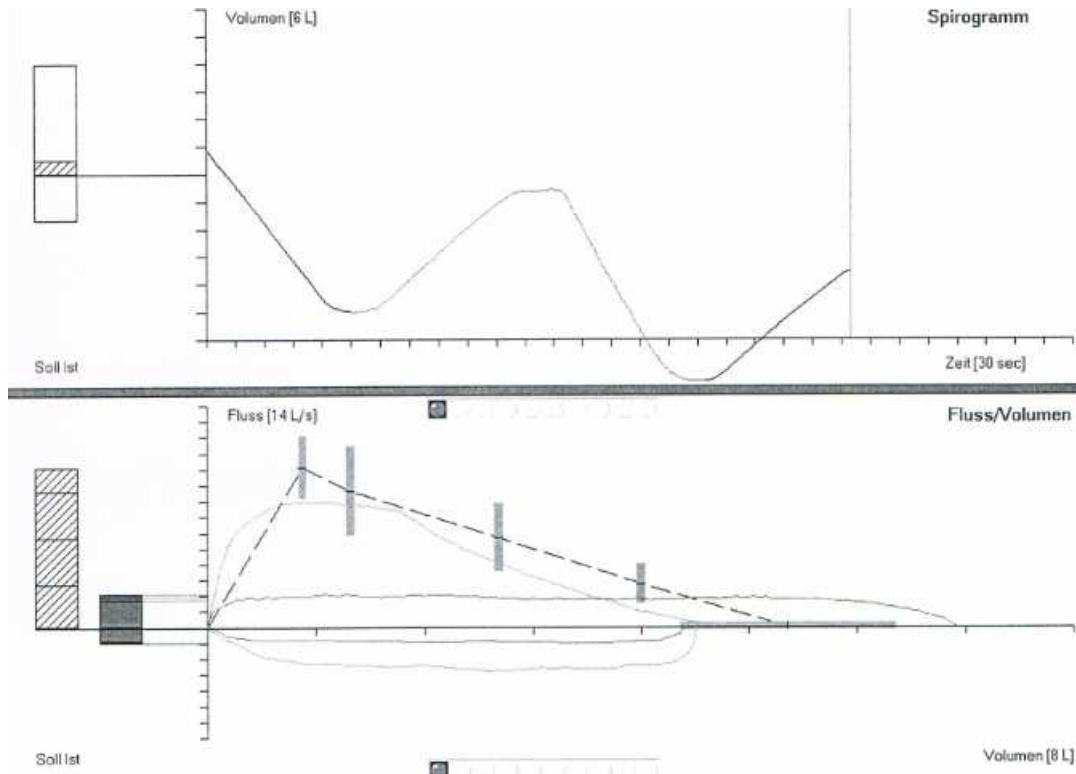 Volumen [6 L]
Spirogramm
Soll Ist
Zeit [30 sec]
Fluss [14 L/s]
Fluss/Volumen
Soll Ist
Volumen [8 L]